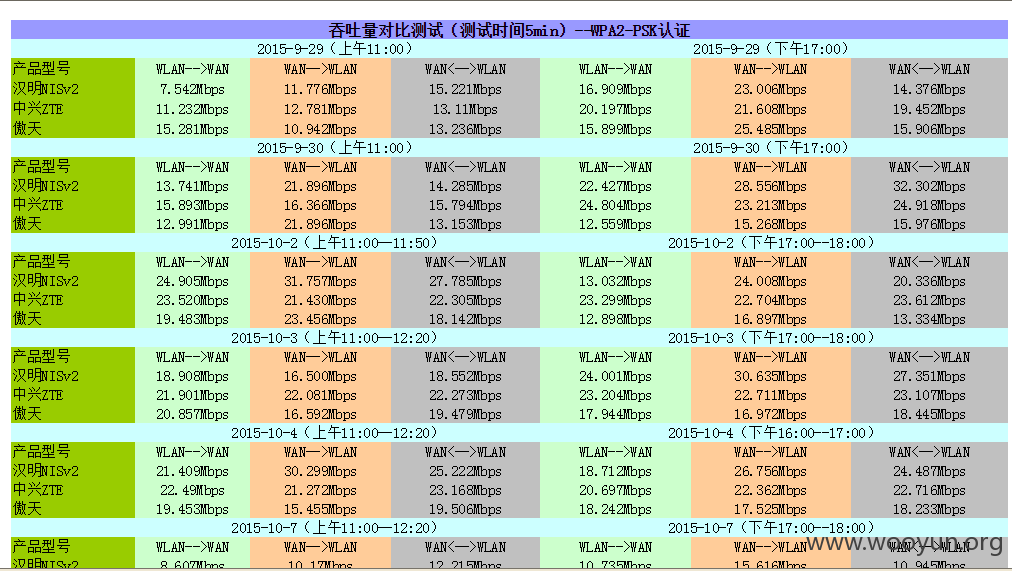 吞吐量对比测试（测试时间5min）--WPA2-PSK认证
2015-9-29（上午11:00） 2015-9-29（下午17:00）
产品型号 WLAN-->WAN WAN-->WLAN WAN<-->WLAN WLAN-->WAN WAN-->WLAN WAN<-->WLAN
汉明NISv2 7.542Mbps 11.776Mbps 15.221Mbps 16.909Mbps 23.006Mbps 14.376Mbps
中兴ZTE 11.232Mbps 12.781Mbps 13.11Mbps 20.197Mbps 21.608Mbps 19.452Mbps
傲天 15.281Mbps 10.942Mbps 13.236Mbps 15.899Mbps 25.485Mbps 15.906Mbps
2015-9-30（上午11:00） 2015-9-30（下午17:00）
产品型号 WLAN-->WAN WAN-->WLAN WAN<-->WLAN WLAN-->WAN WAN-->WLAN WAN<-->WLAN
汉明NISv2 13.741Mbps 21.896Mbps 14.285Mbps 22.427Mbps 28.556Mbps 32.302Mbps
中兴ZTE 15.893Mbps 16.366Mbps 15.794Mbps 24.804Mbps 23.213Mbps 24.918Mbps
傲天 12.991Mbps 21.896Mbps 13.153Mbps 12.559Mbps 15.268Mbps 15.976Mbps
2015-10-2（上午11:00--11:50） 2015-10-2（下午17:00--18:00）
产品型号 WLAN-->WAN WAN-->WLAN WAN<-->WLAN WLAN-->WAN WAN-->WLAN WAN<-->WLAN
汉明NISv2 24.905Mbps 31.757Mbps 27.785Mbps 13.032Mbps 24.008Mbps 20.336Mbps
中兴ZTE 23.520Mbps 21.430Mbps 22.305Mbps 23.299Mbps 22.704Mbps 23.612Mbps
傲天 19.483Mbps 23.456Mbps 18.142Mbps 12.898Mbps 16.897Mbps 13.334Mbps
2015-10-3（上午11:00--12:20） 2015-10-3（下午17:00--18:00）
产品型号 WLAN-->WAN WAN-->WLAN WAN<-->WLAN WLAN-->WAN WAN-->WLAN WAN<-->WLAN
汉明NISv2 18.908Mbps 16.500Mbps 18.552Mbps 24.001Mbps 30.635Mbps 27.351Mbps
中兴ZTE 21.901Mbps 22.081Mbps 22.273Mbps 23.204Mbps 22.711Mbps 23.107Mbps
傲天 20.857Mbps 16.592Mbps 19.479Mbps 17.944Mbps 16.972Mbps 18.445Mbps
2015-10-4（上午11:00--12:20） 2015-10-4（下午16:00--17:00）
产品型号 WLAN-->WAN WAN-->WLAN WAN<-->WLAN WLAN-->WAN WAN-->WLAN WAN<-->WLAN
汉明NISv2 21.409Mbps 30.299Mbps 25.222Mbps 18.712Mbps 26.756Mbps 24.487Mbps
中兴ZTE 22.49Mbps 21.272Mbps 23.168Mbps 20.697Mbps 22.362Mbps 22.716Mbps
傲天 19.453Mbps 15.455Mbps 19.506Mbps 18.242Mbps 17.525Mbps 18.233Mbps
2015-10-7（上午11:00--12:20） 2015-10-7（下午17:00--18:00）
产品型号 WLAN-->WAN WAN-->WLAN WAN<-->WLAN WLAN-->WAN WAN-->WLAN WAN<-->WLAN
汉明NISv2 8.607Mbps 10.17Mbps 12.215Mbps 10.735Mbps 15.616Mbps 10.945Mbps
www.wooyun.org